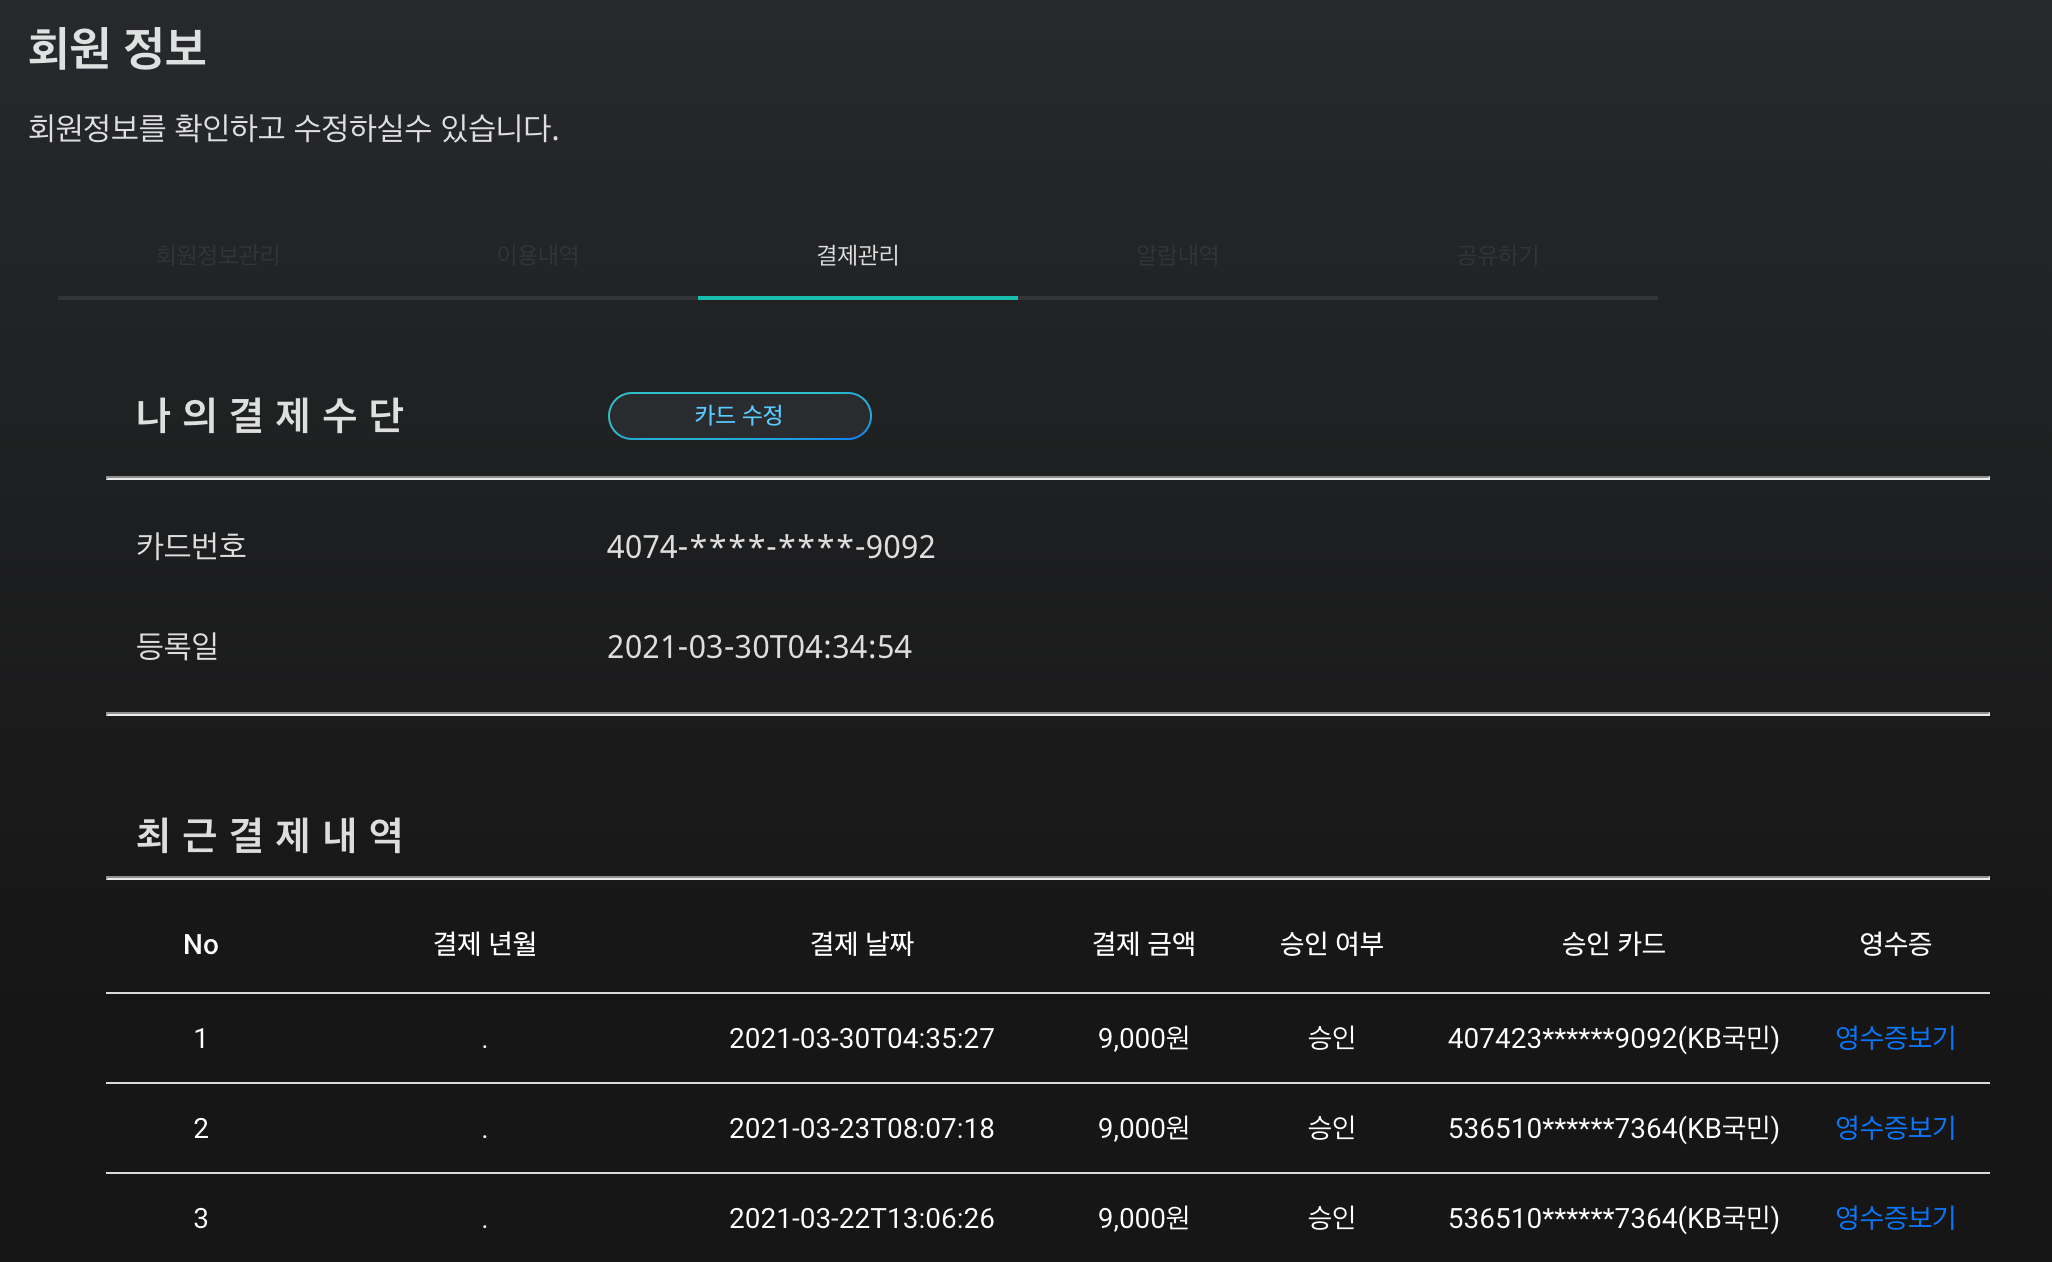 회원 정보
회원정보를 확인하고 수정하실수 있습니다.
회원정보관리 이용내역 결제관리 알람내역 공유하기
나의결제수단 카드 수정
카드번호 4074-****-****-9092
등록일 2021-03-30T04:34:54
최근결제내역
No 결제 년월 결제 날짜 결제 금액 승인 여부 승인 카드 영수증
1 . 2021-03-30T04:35:27 9,000원 승인 407423******9092(KB국민) 영수증보기
2 . 2021-03-23T08:07:18 9,000원 승인 536510******7364(KB국민) 영수증보기
3 . 2021-03-22T13:06:26 9,000원 승인 536510******7364(KB국민) 영수증보기